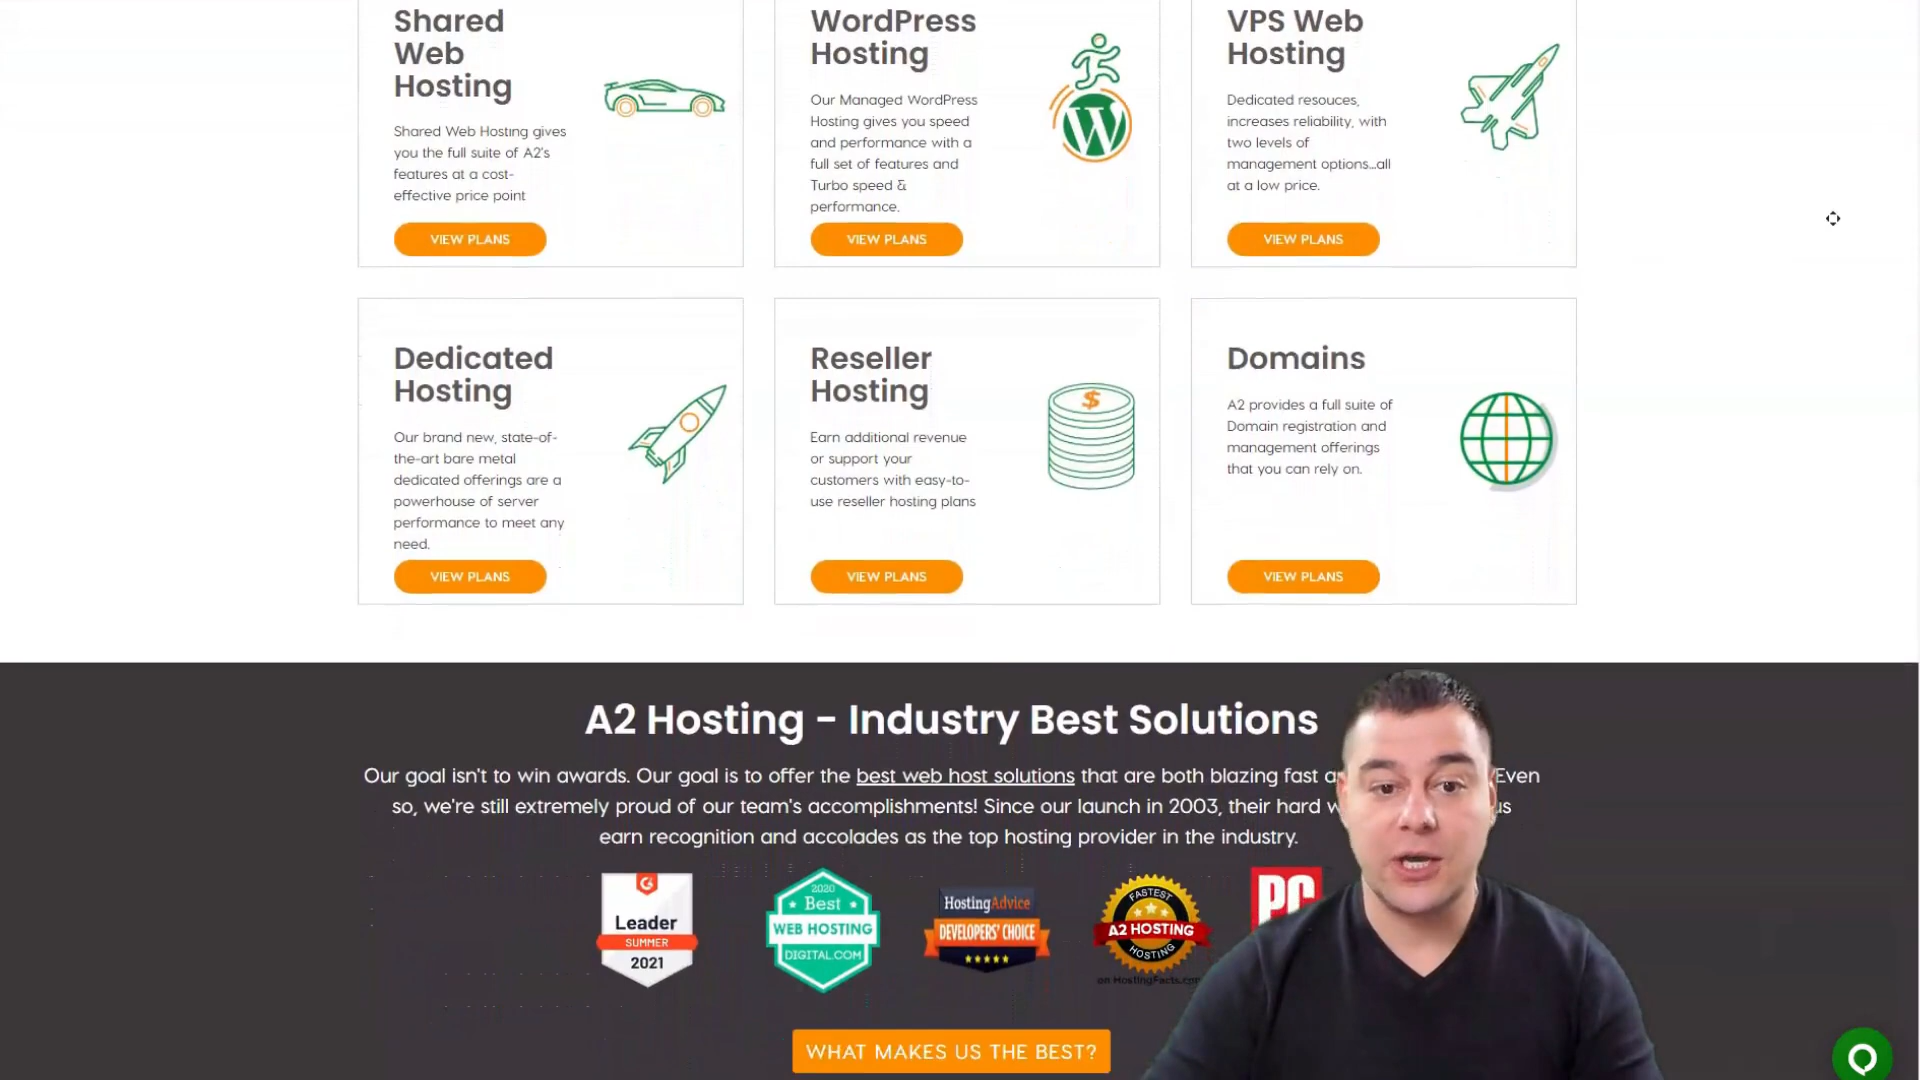 Shared
Web
Hosting
Shared Web Hosting gives
you the full suite of A2's
features at a cost-
effective price point
VIEW PLANS
WordPress
Hosting
Our Managed WordPress
Hosting gives you speed
and performance with a
full set of features and
Turbo speed &
performance.
VIEW PLANS
VPS Web
Hosting
Dedicated resouces,
increases reliability, with
two levels of
management options...all
at a low price.
VIEW PLANS
Dedicated
Hosting
Our brand new, state-of-
the-art bare metal
dedicated offerings are a
powerhouse of server
performance to meet any
need.
VIEW PLANS
Reseller
Hosting
Earn additional revenue
or support your
customers with easy-to-
use reseller hosting plans
VIEW PLANS
$
Domains
A2 provides a full suite of
Domain registration and
management offerings
that you can rely on.
VIEW PLANS
A2 Hosting - Industry Best Solutions
Our goal isn't to win awards. Our goal is to offer the best web host solutions that are both blazing fast Even
so, we're still extremely proud of our team's accomplishments! Since our launch in 2003, their hard
earn recognition and accolades as the top hosting provider in the industry.
Leader
SUMMER
2021
2020
Best
WEB HOSTING
DIGITAL.COM
HostingAdvice
DEVELOPERS' CHOICE
FASTEST
A2 HOSTING
HOSTING
on HostingFacts.com
PC
WHAT MAKES US THE BEST?